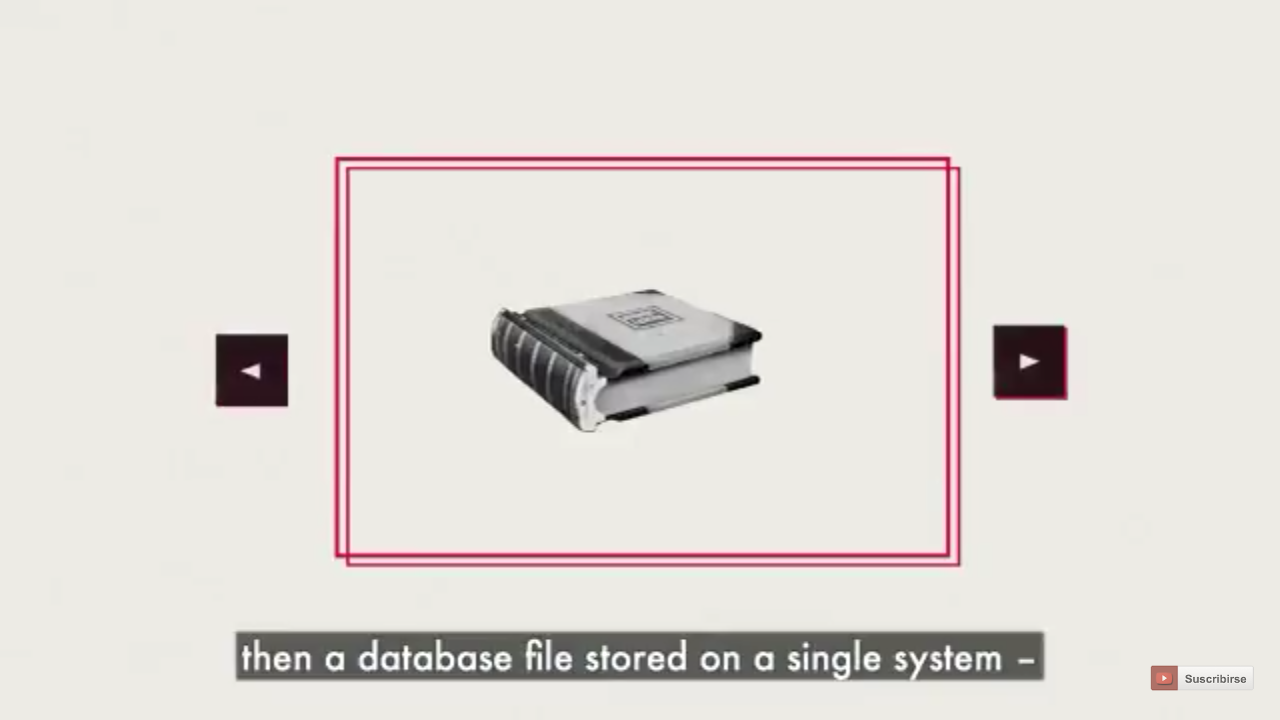 then a database file stored on a single system –
Suscribirse